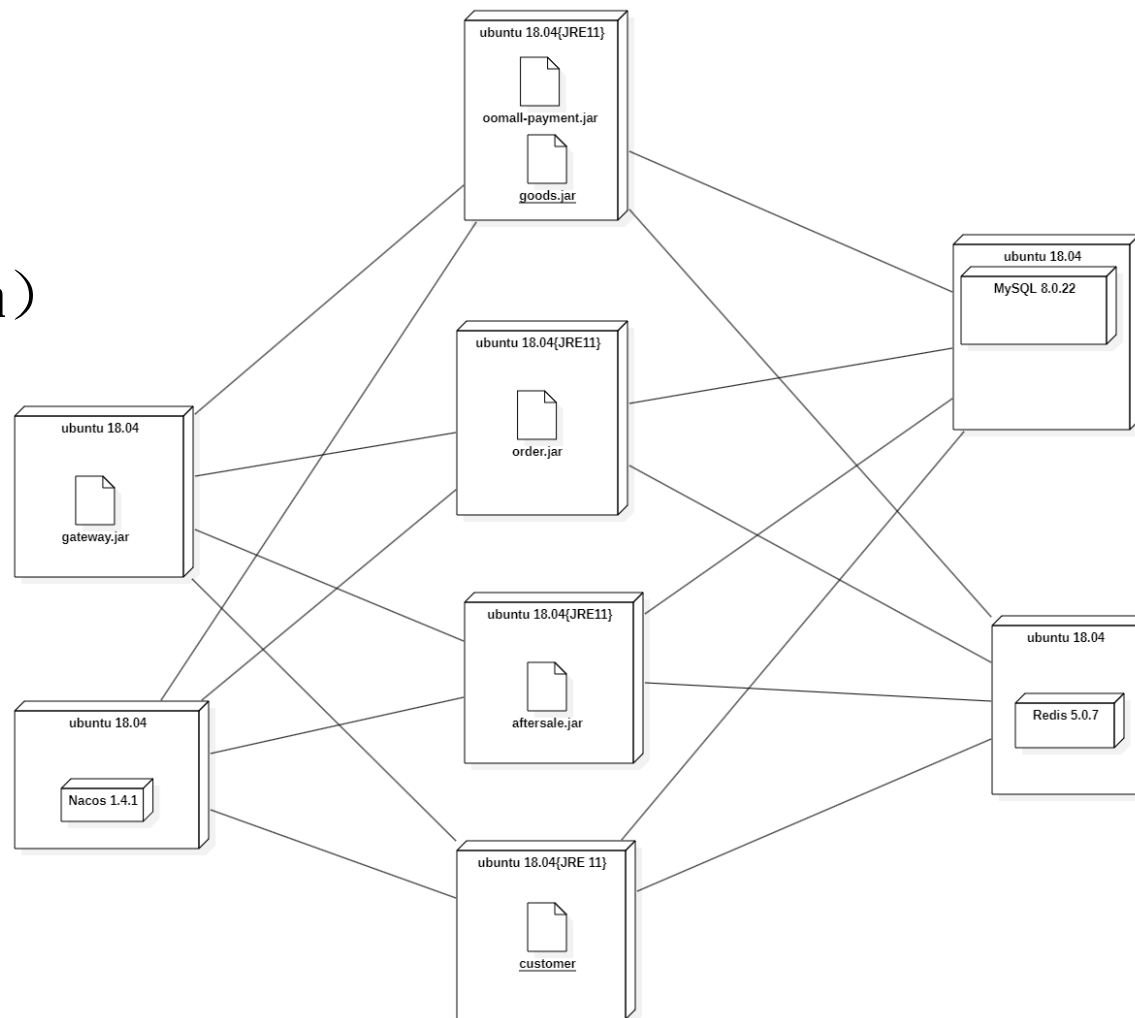 ubuntu 18.04{JRE11}
oomall-payment.jar
goods.jar
ubuntu 18.04
MySQL 8.0.22
）
ubuntu 18.04{JRE11}
order.jar
ubuntu 18.04
gateway.jar
ubuntu 18.04{JRE11}
aftersale.jar
ubuntu 18.04
Redis 5.0.7
ubuntu 18.04
Nacos 1.4.1
ubuntu 18.04{JRE 11}
customer